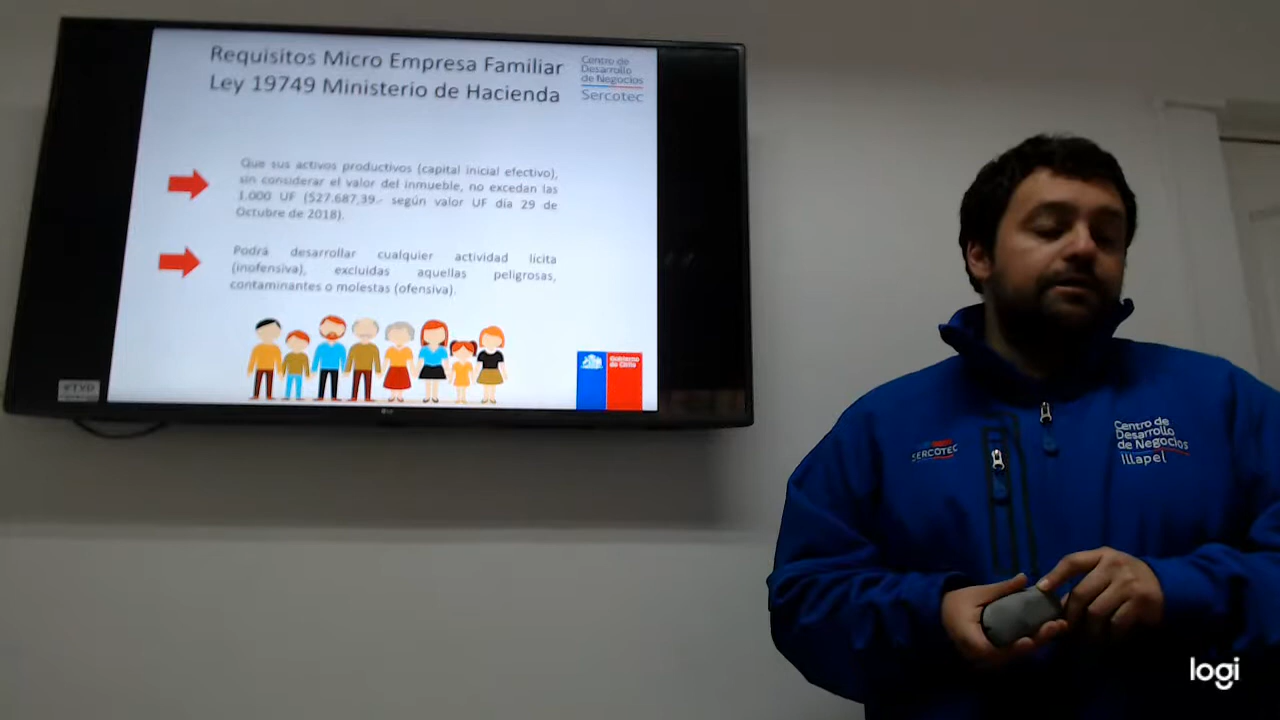 Requisitos Micro Empresa Familiar
Ley 19749 Ministerio de Hacienda
Centro de
Desarrollo
de Negocios
Sercotec
Que sus activos productivos (capital inicial efectivo),
sin considerar el valor del inmueble, no excedan las
1.000 UF (527.687,39.- según valor UF día 29 de
Octubre de 2018).
Podrá desarrollar cualquier actividad licita
(inofensiva), excluidas aquellas peligrosas,
contaminantes o molestas (ofensiva).
Gobierno
de Chile
LG
SERCOTEC
Centro de
Desarrollo
de Negocios
Illapel
logi